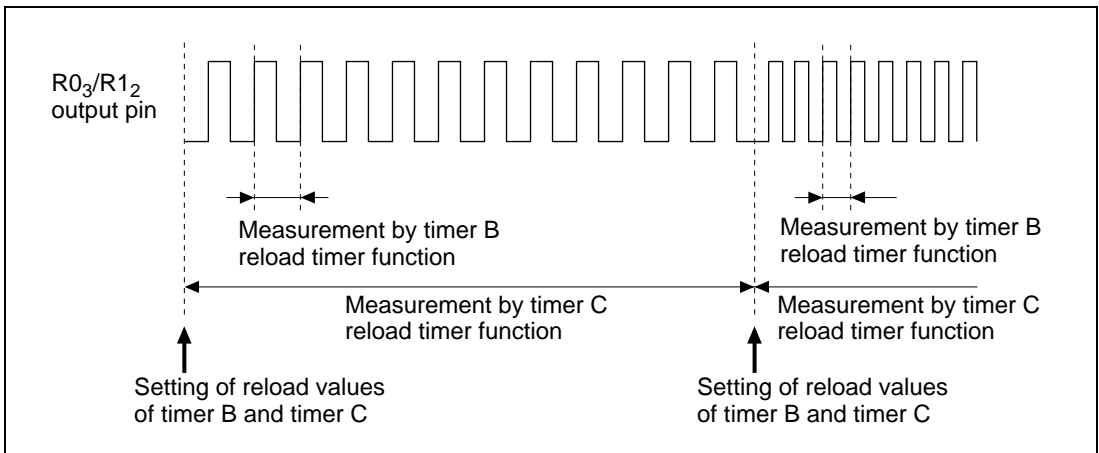 R0₃/R1₂
output pin
Measurement by timer B
reload timer function
Measurement by timer B
reload timer function
Measurement by timer C
reload timer function
Measurement by timer C
reload timer function
Setting of reload values
of timer B and timer C
Setting of reload values
of timer B and timer C